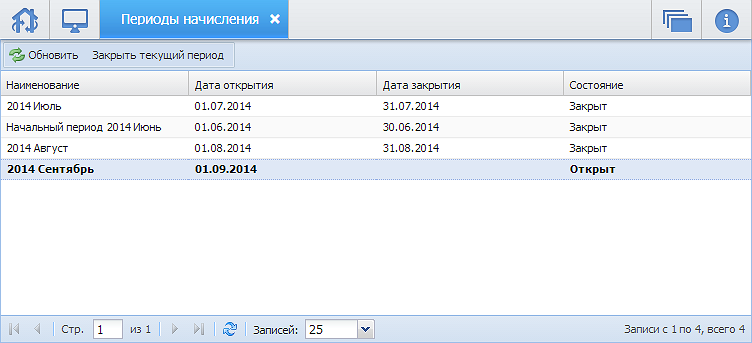 Периоды начисления
Обновить Закрыть текущий период
Наименование Дата открытия Дата закрытия Состояние
2014 Июль 01.07.2014 31.07.2014 Закрыт
Начальный период 2014 Июнь 01.06.2014 30.06.2014 Закрыт
2014 Август 01.08.2014 31.08.2014 Закрыт
2014 Сентябрь 01.09.2014 Открыт
Стр. 1 из 1 Записей: 25 Записи с 1 по 4, всего 4